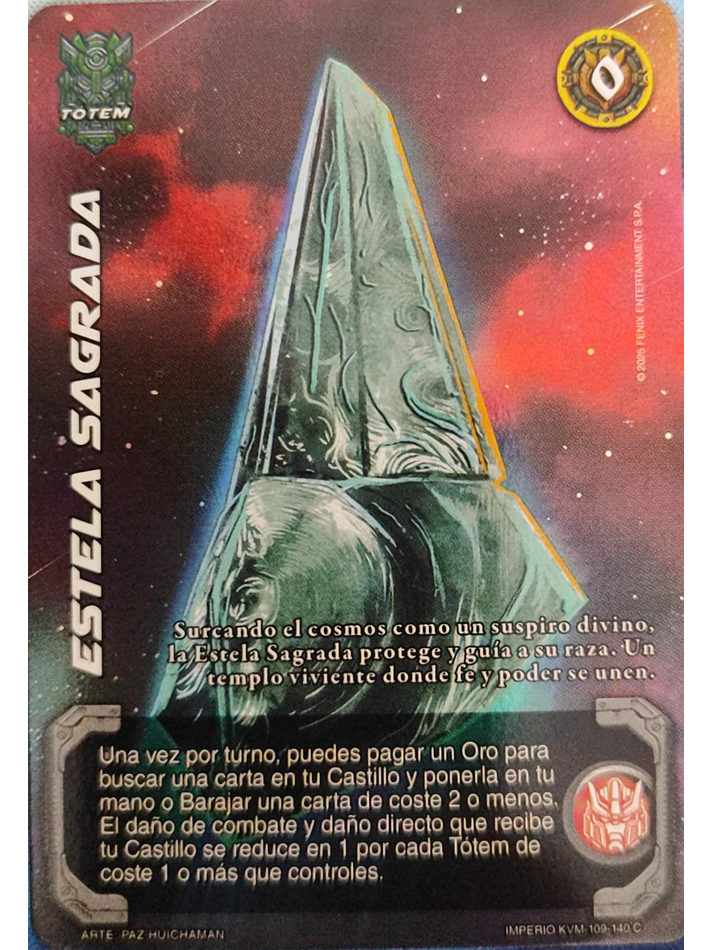 TÓTEM
0
ESTELA SAGRADA
© 2025 FENIX ENTERTAINMENT S.P.A.
Surcando el cosmos como un suspiro divino,
la Estela Sagrada protege y guía a su raza. Un
templo viviente donde fe y poder se unen.
Una vez por turno, puedes pagar un Oro para
buscar una carta en tu Castillo y ponerla en tu
mano o Barajar una carta de coste 2 o menos.
El daño de combate y daño directo que recibe
tu Castillo se reduce en 1 por cada Tótem de
coste 1 o más que controles.
ARTE PAZ HUICHAMAN
IMPERIO KVM-109-140 C